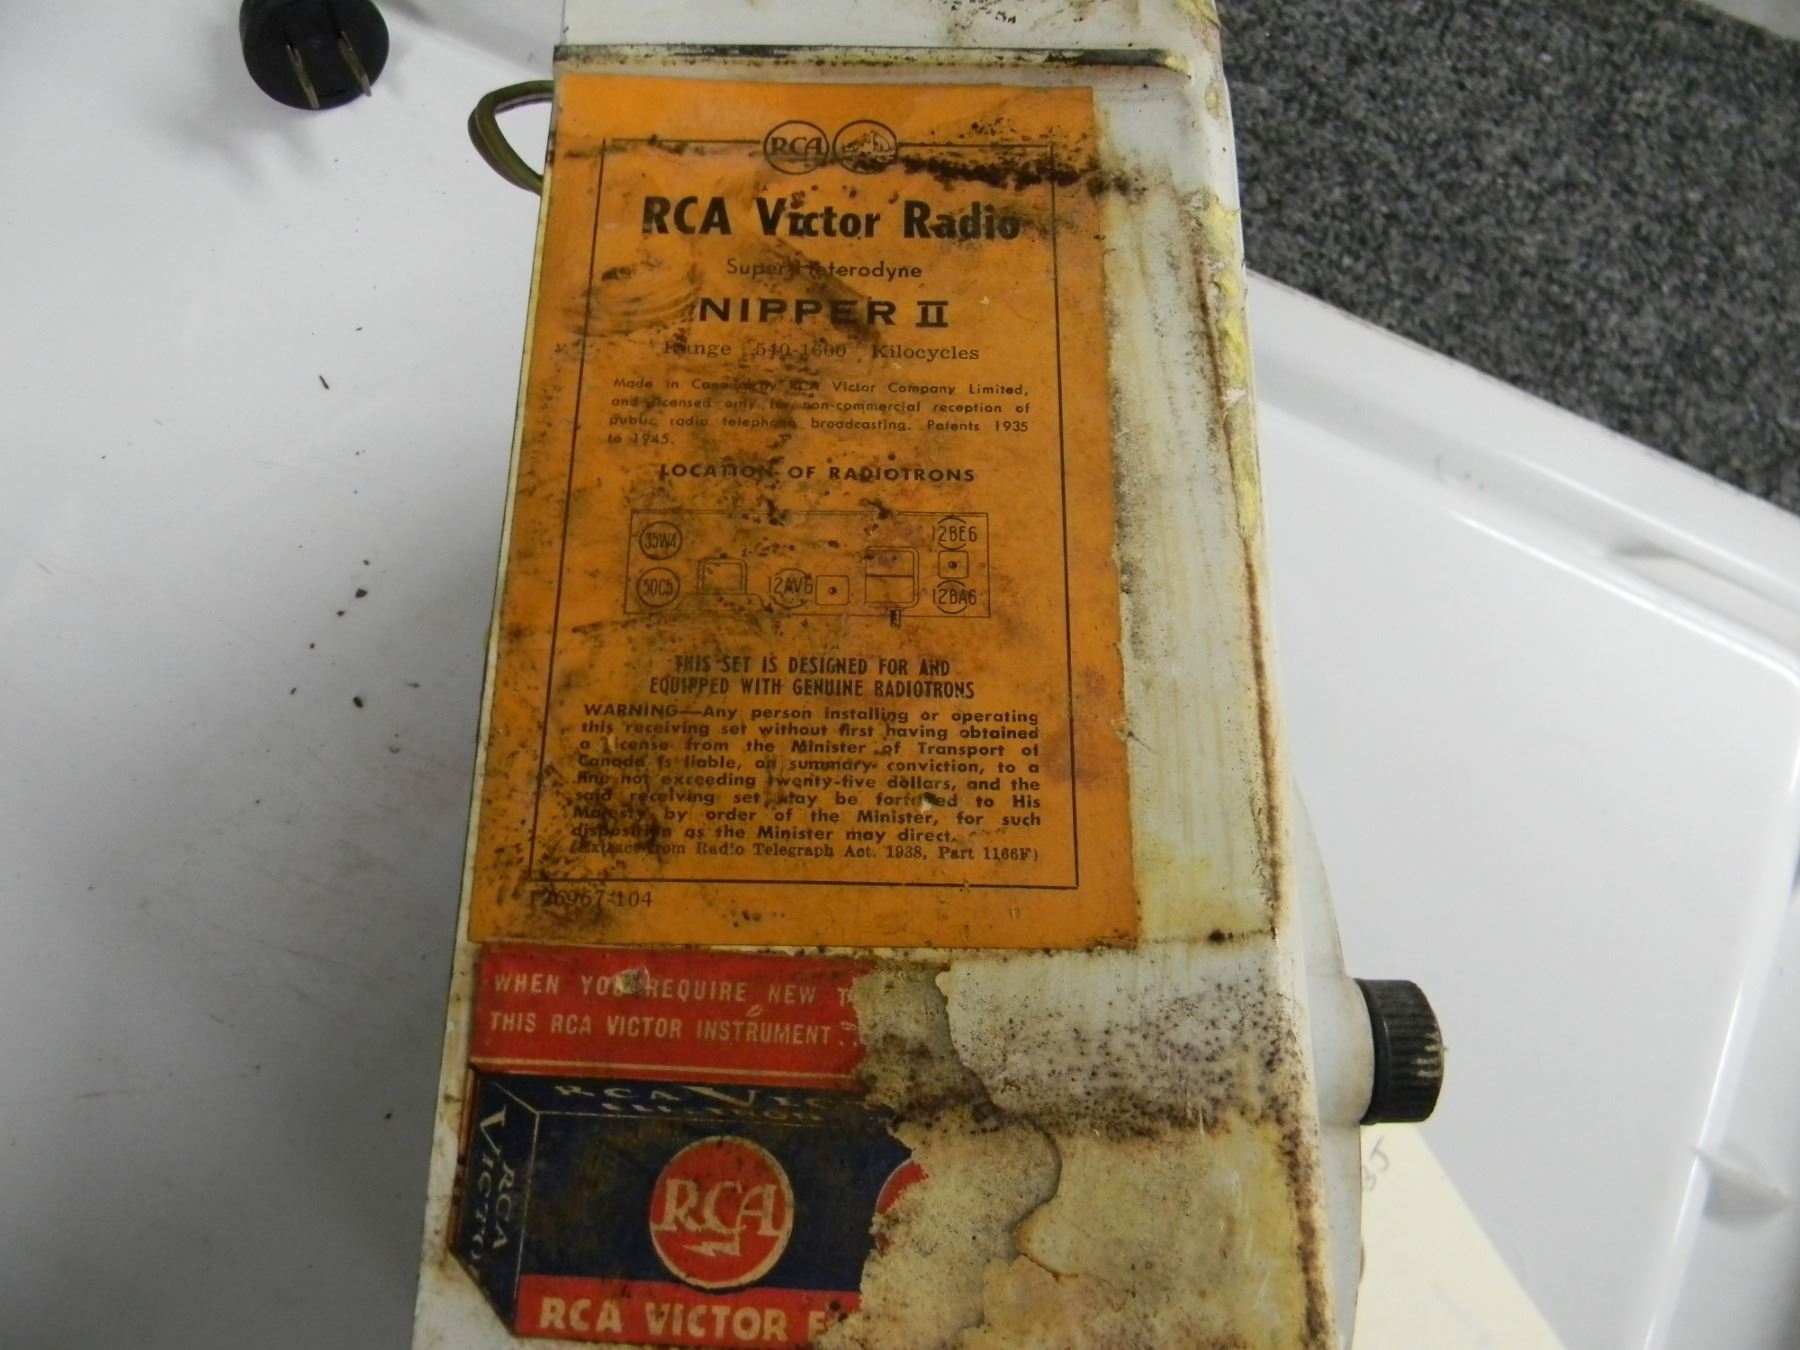 RCA
RCA Victor Radio
Super-Heterodyne
NIPPER II
Range 540-1600 Kilocycles
Made in Canada by RCA Victor Company Limited,
and licensed only for non-commercial reception of
public radio telephone broadcasting. Patents 1935
to 1945.
LOCATION OF RADIOTRONS
35W4
12BE6
50C5
12AV6
12BA6
THIS SET IS DESIGNED FOR AND
EQUIPPED WITH GENUINE RADIOTRONS
WARNING—Any person installing or operating
this receiving set without first having obtained
a license from the Minister of Transport of
Canada is liable, on summary conviction, to a
fine not exceeding twenty-five dollars, and the
said receiving set may be forfeited to His
Majesty by order of the Minister, for such
disposition as the Minister may direct.
(Extract from Radio Telegraph Act. 1938, Part 1166F)
26967-104
WHEN YOU REQUIRE NEW
THIS RCA VICTOR INSTRUMENT
RCA
RCA VICTOR
RCA
RCA VICTOR